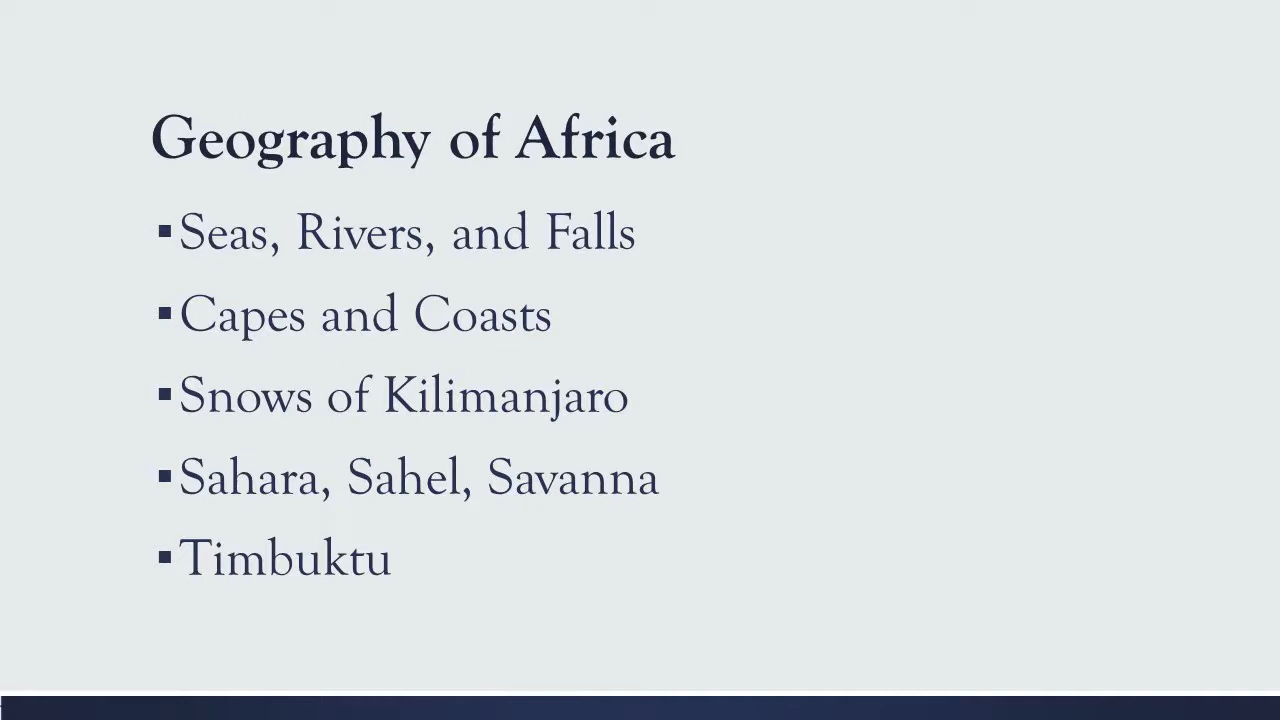 Geography of Africa
▪Seas, Rivers, and Falls
▪Capes and Coasts
▪Snows of Kilimanjaro
▪Sahara, Sahel, Savanna
▪Timbuktu